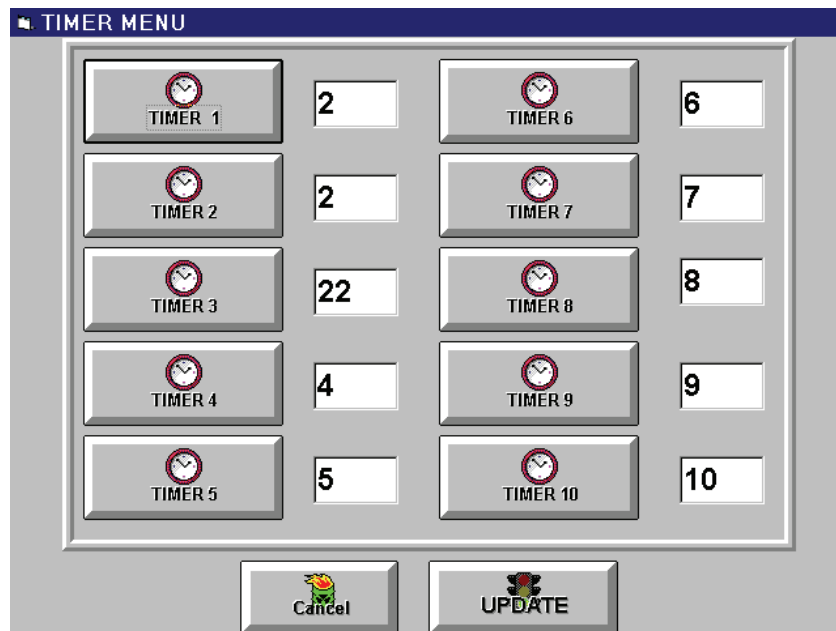 TIMER MENU
TIMER 1
2
TIMER 6
6
TIMER 2
2
TIMER 7
7
TIMER 3
22
TIMER 8
8
TIMER 4
4
TIMER 9
9
TIMER 5
5
TIMER 10
10
Cancel
UPDATE